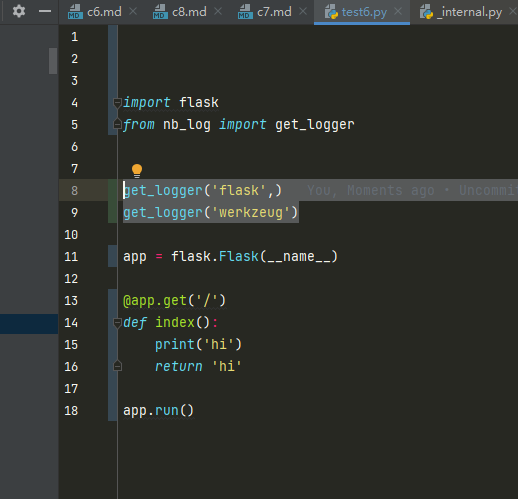 c6.md c8.md c7.md test6.py _internal.py
1
2
3
4 import flask
5 from nb_log import get_logger
6
7
8 get_logger('flask',) You, Moments ago · Uncommit
9 get_logger('werkzeug')
10
11 app = flask.Flask(__name__)
12
13 @app.get('/')
14 def index():
15 print('hi')
16 return 'hi'
17
18 app.run()